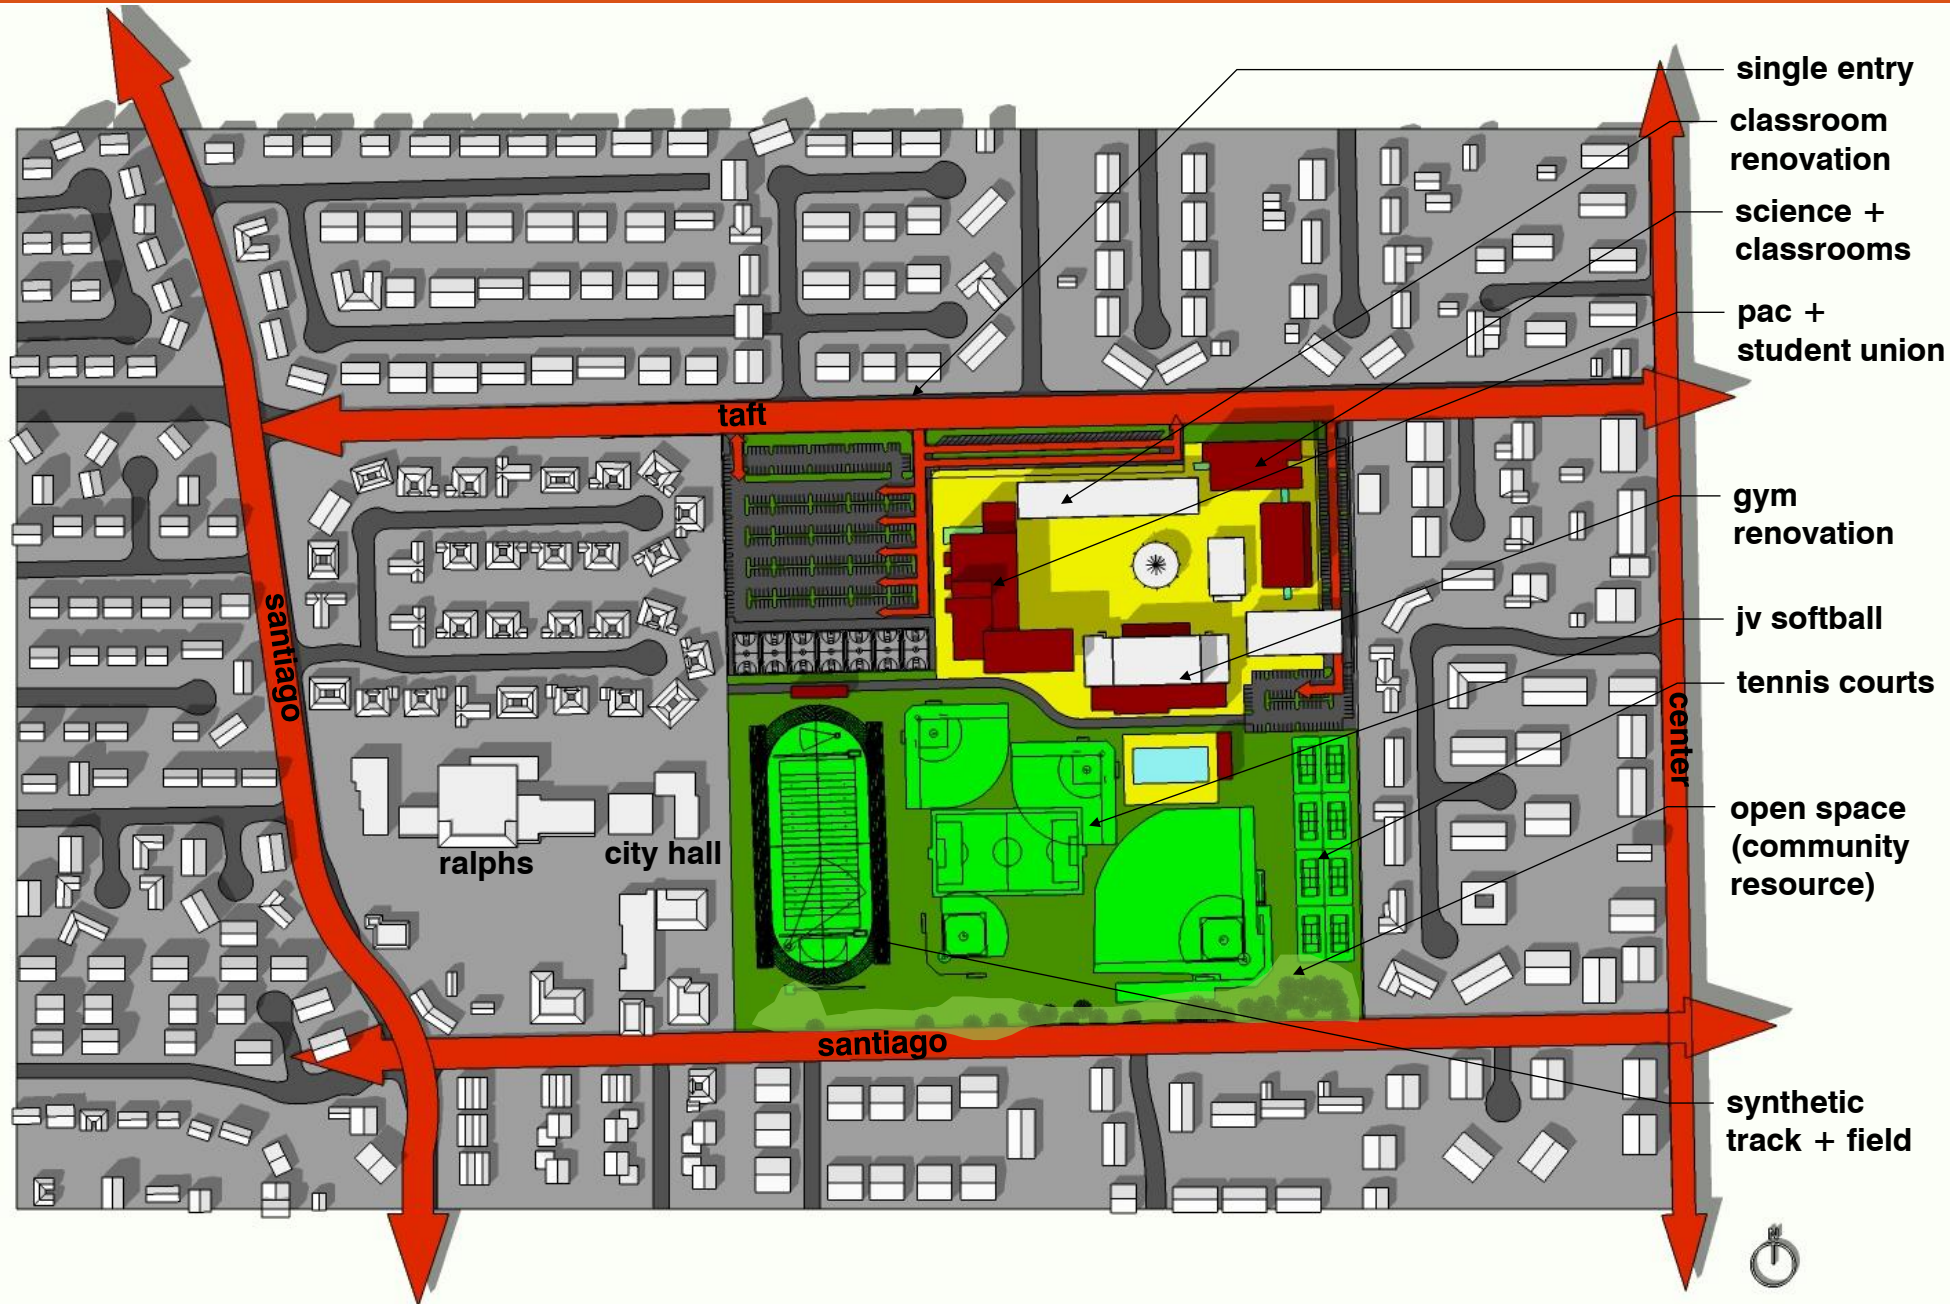 single entry
classroom
renovation
science +
classrooms
pac +
student union
taft
gym
renovation
santiago
jv softball
tennis courts
center
open space
(community
resource)
ralphs
city hall
santiago
synthetic
track + field
N